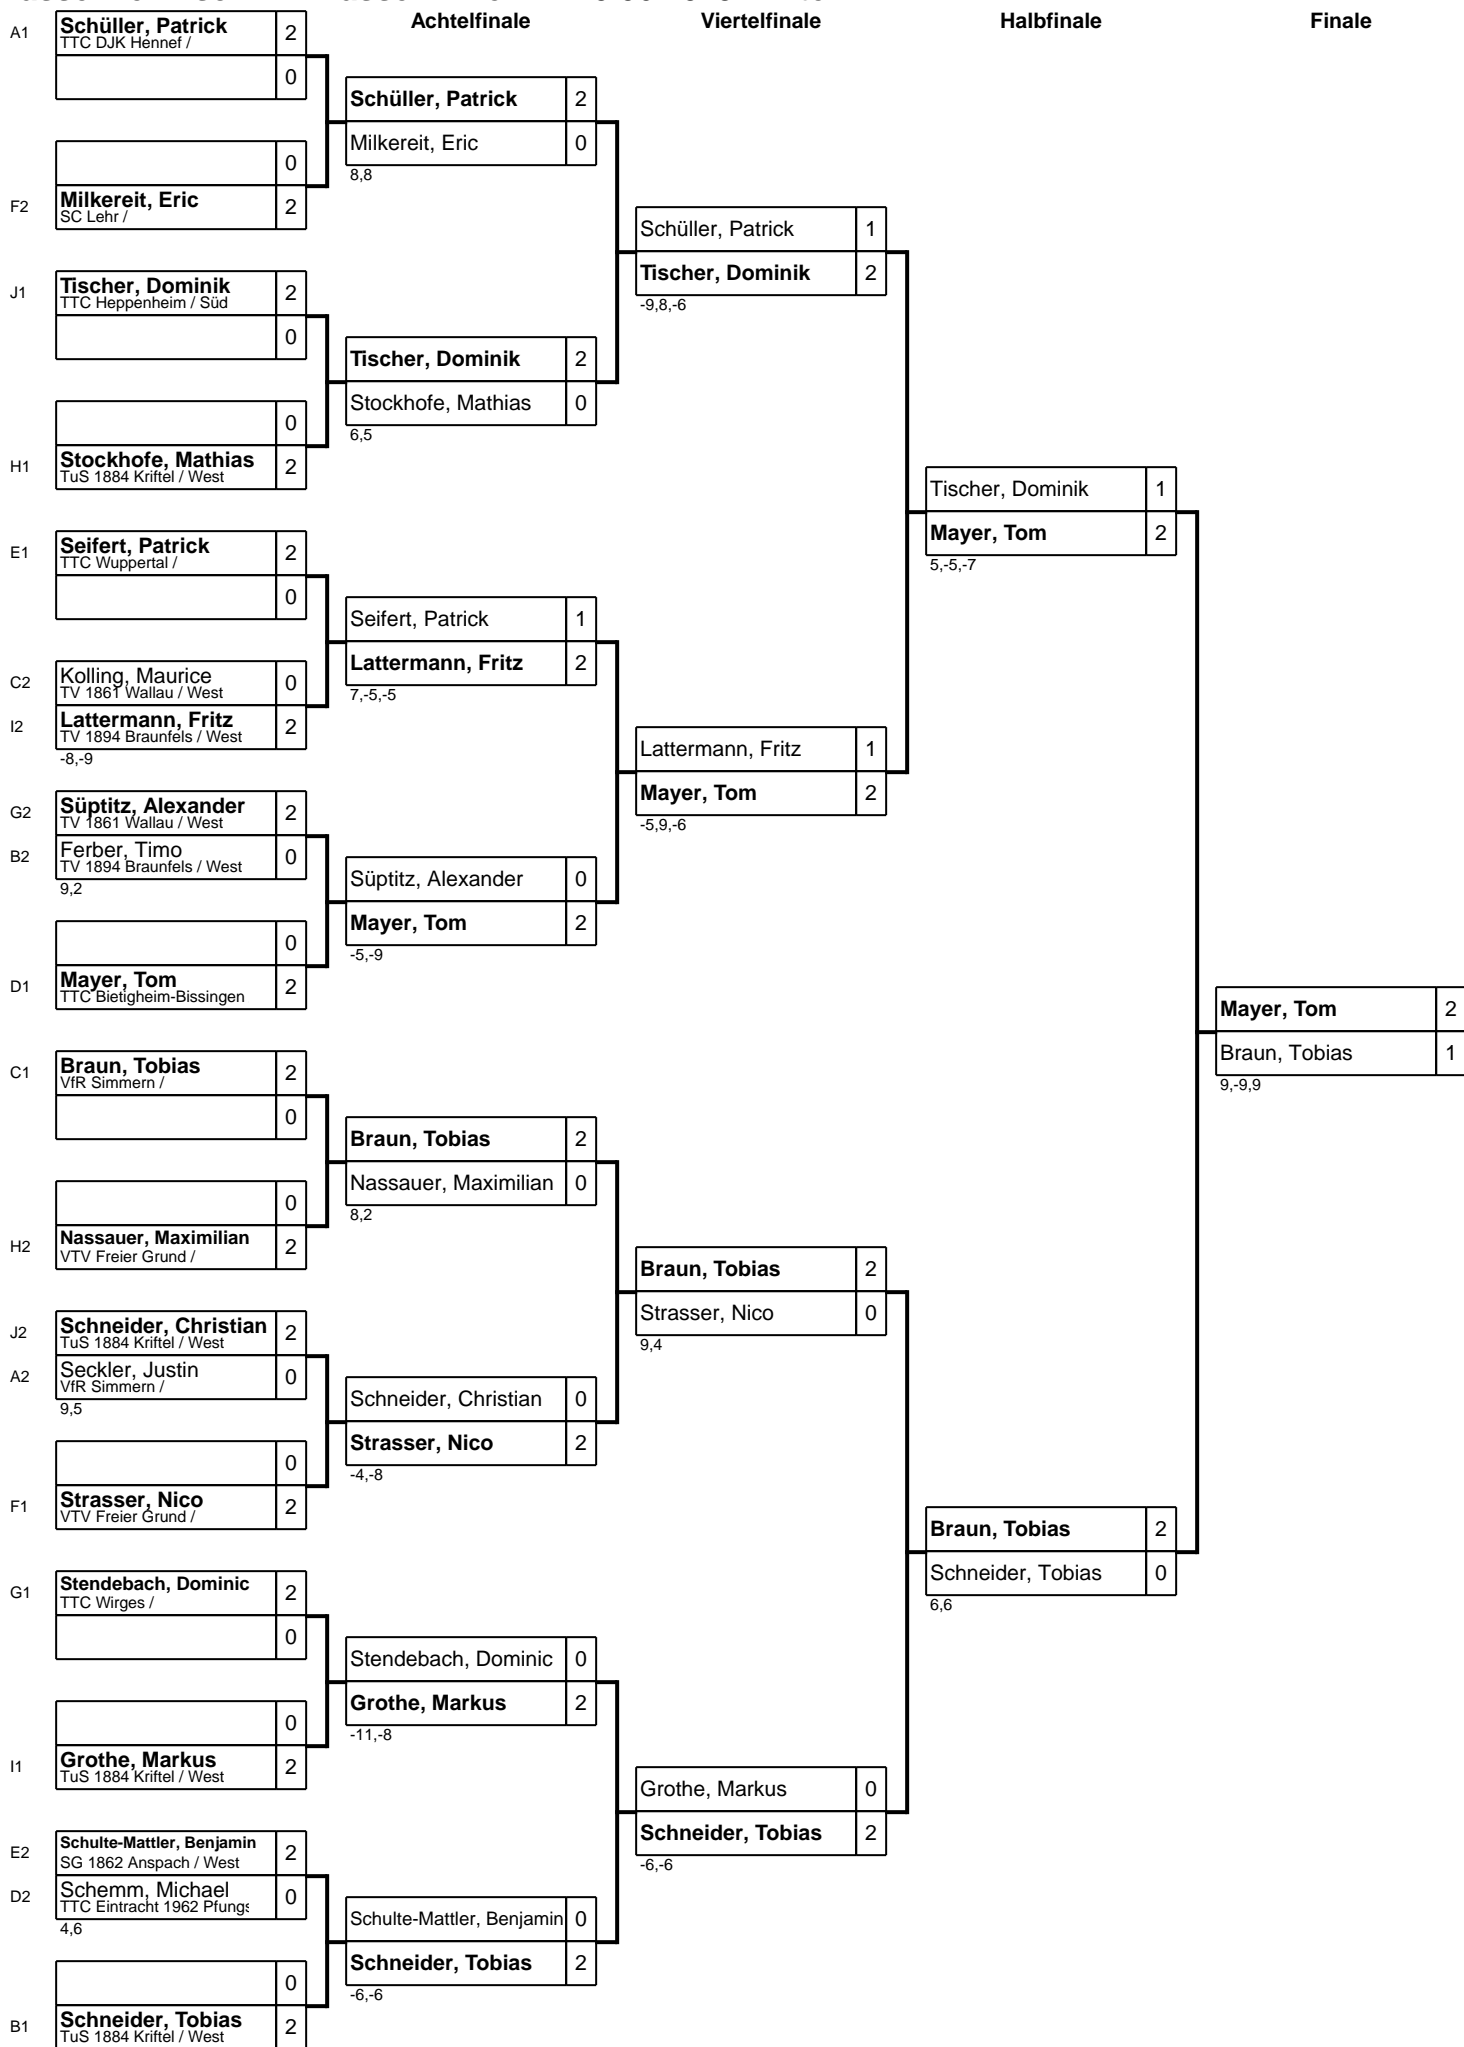 Achtelfinale
Viertelfinale
Halbfinale
Finale
A1
Schüller, Patrick
2
TTC DJK Hennef /
0
0
F2
Milkereit, Eric
2
SC Lehr /
J1
Tischer, Dominik
2
TTC Heppenheim / Süd
0
0
H1
Stockhofe, Mathias
2
TuS 1884 Kriftel / West
E1
Seifert, Patrick
2
TTC Wuppertal /
0
C2
Kolling, Maurice
0
TV 1861 Wallau / West
I2
Lattermann, Fritz
2
TV 1894 Braunfels / West
-8,-9
G2
Süptitz, Alexander
2
TV 1861 Wallau / West
B2
Ferber, Timo
0
TV 1894 Braunfels / West
9,2
0
D1
Mayer, Tom
2
TTC Bietigheim-Bissingen
C1
Braun, Tobias
2
VfR Simmern /
0
0
H2
Nassauer, Maximilian
2
VTV Freier Grund /
J2
Schneider, Christian
2
TuS 1884 Kriftel / West
A2
Seckler, Justin
0
VfR Simmern /
9,5
0
F1
Strasser, Nico
2
VTV Freier Grund /
G1
Stendebach, Dominic
2
TTC Wirges /
0
0
I1
Grothe, Markus
2
TuS 1884 Kriftel / West
E2
Schulte-Mattler, Benjamin
2
SG 1862 Anspach / West
D2
Schemm, Michael
0
TTC Eintracht 1962 Pfungs
4,6
0
B1
Schneider, Tobias
2
TuS 1884 Kriftel / West
Schüller, Patrick
2
Milkereit, Eric
0
8,8
Tischer, Dominik
2
Stockhofe, Mathias
0
6,5
Seifert, Patrick
1
Lattermann, Fritz
2
7,-5,-5
Süptitz, Alexander
0
Mayer, Tom
2
-5,-9
Braun, Tobias
2
Nassauer, Maximilian
0
8,2
Schneider, Christian
0
Strasser, Nico
2
-4,-8
Stendebach, Dominic
0
Grothe, Markus
2
-11,-8
Schulte-Mattler, Benjamin
0
Schneider, Tobias
2
-6,-6
Schüller, Patrick
1
Tischer, Dominik
2
-9,8,-6
Lattermann, Fritz
1
Mayer, Tom
2
-5,9,-6
Braun, Tobias
2
Strasser, Nico
0
9,4
Grothe, Markus
0
Schneider, Tobias
2
-6,-6
Tischer, Dominik
1
Mayer, Tom
2
5,-5,-7
Braun, Tobias
2
Schneider, Tobias
0
6,6
Mayer, Tom
2
Braun, Tobias
1
9,-9,9